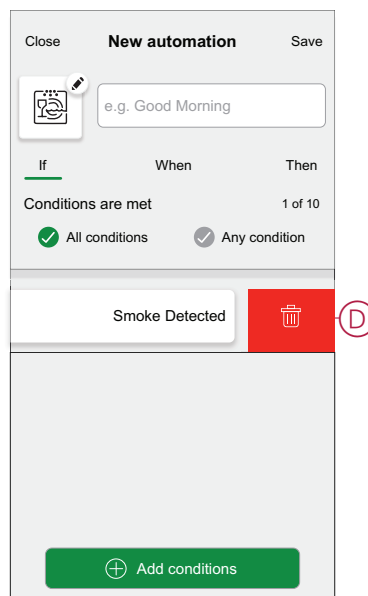 Close New automation Save
e.g. Good Morning
If When Then
Conditions are met 1 of 10
All conditions Any condition
Smoke Detected
D
Add conditions